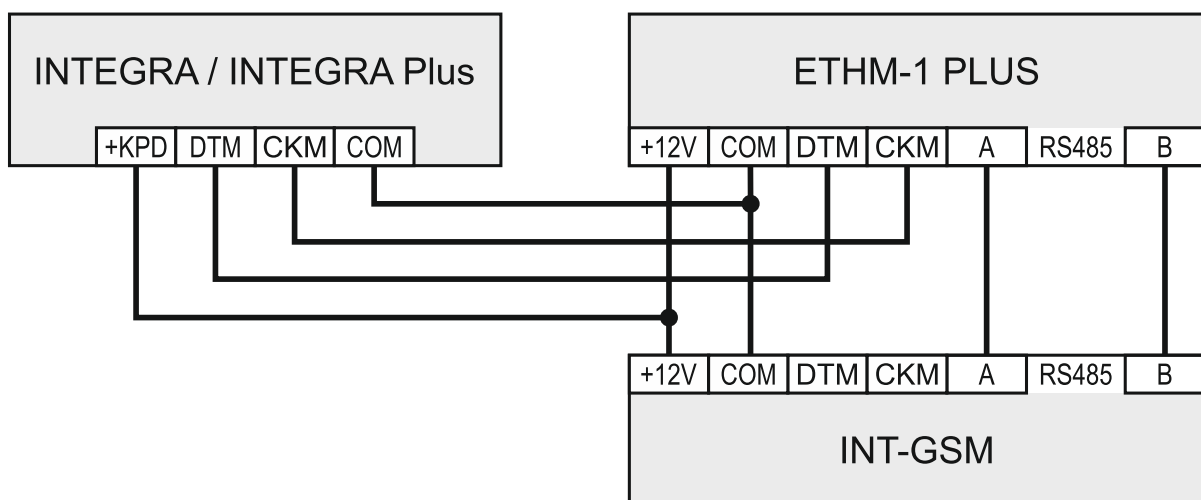 INTEGRA / INTEGRA Plus
+KPD DTM CKM COM
ETHM-1 PLUS
+12V COM DTM CKM A RS485 B
+12V COM DTM CKM A RS485 B
INT-GSM